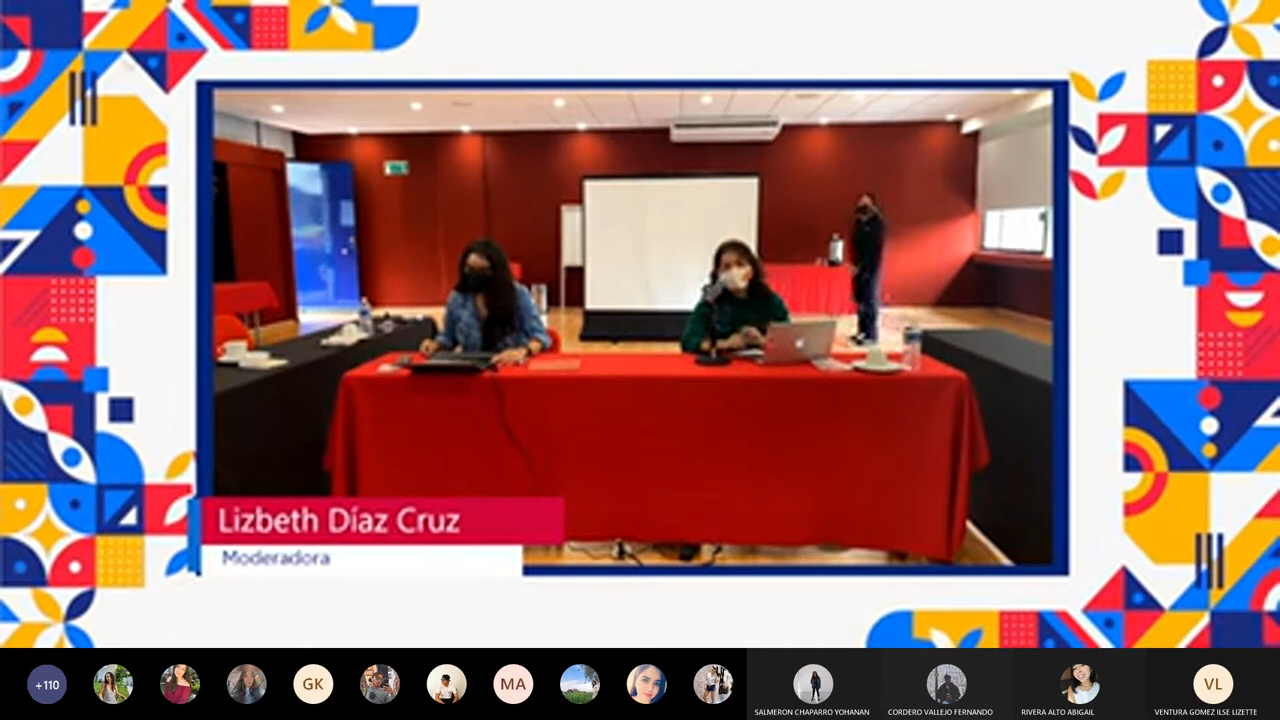 Lizbeth Díaz Cruz
Moderadora
+110
GK
MA
VL
SALMERON CHAPARRO YOHANAN
CORDERO VALLEJO FERNANDO
RIVERA ALTO ABIGAIL
VENTURA GOMEZ ILSE LIZETTE